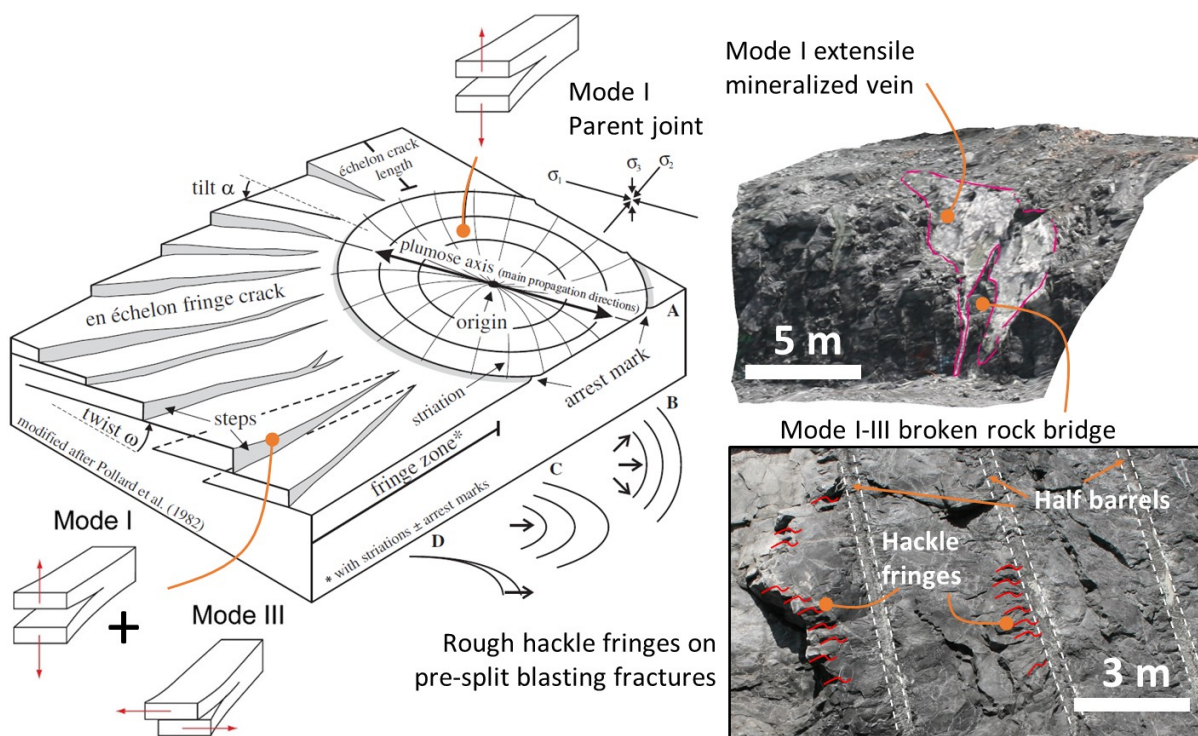 Mode I
Parent joint
échelon crack
length
tilt α
σ₁
σ₃
σ₂
plumose axis (main propagation directions)
origin
en échelon fringe crack
A
arrest mark
striation
B
steps
twist ω
fringe zone*
C
modified after Pollard et al. (1982)
* with striations ± arrest marks
D
Mode I
+
Mode III
Rough hackle fringes on
pre-split blasting fractures
Mode I extensile
mineralized vein
5 m
Mode I-III broken rock bridge
Half barrels
Hackle
fringes
3 m